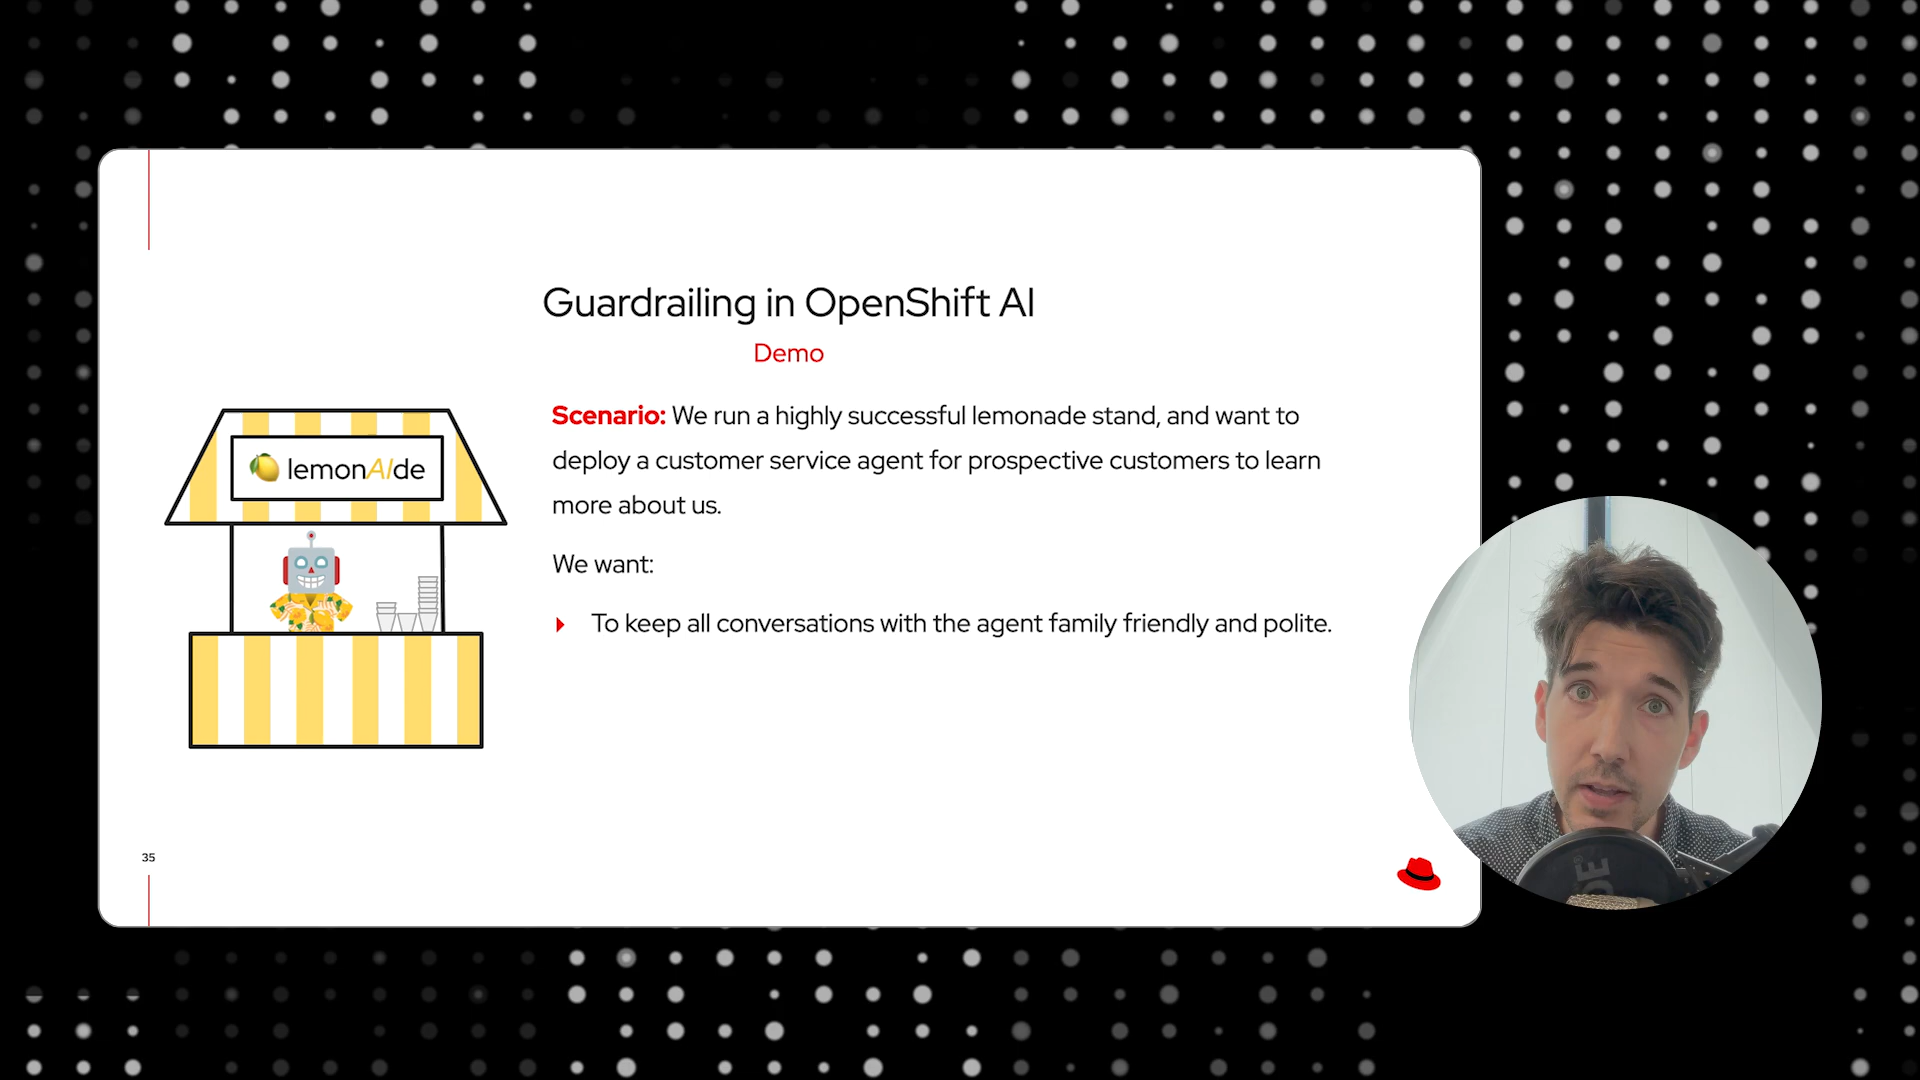 Guardrailing in OpenShift AI
Demo
🍋 lemonAIde
Scenario: We run a highly successful lemonade stand, and want to
deploy a customer service agent for prospective customers to learn
more about us.
We want:
To keep all conversations with the agent family friendly and polite.
35